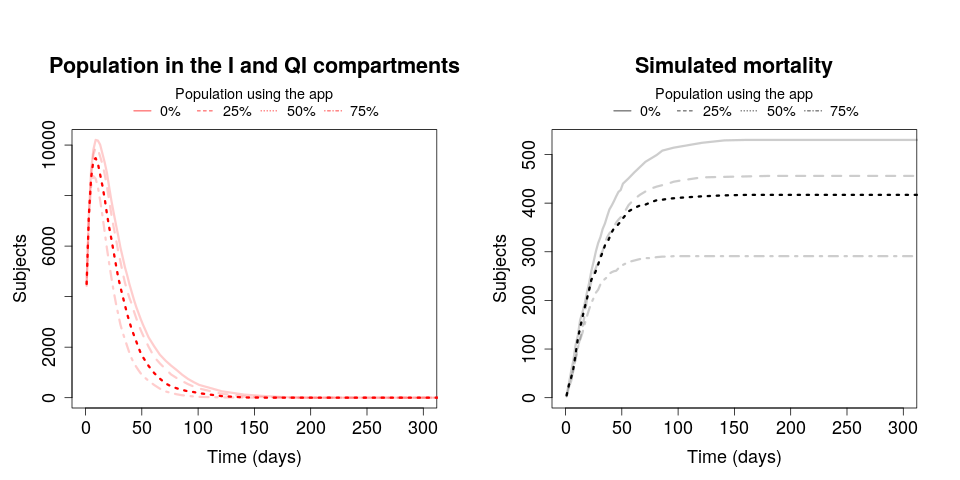 Population in the I and QI compartments
Population using the app
0% 25% 50% 75%
10000
6000
2000
0
Subjects
0 50 100 150 200 250 300
Time (days)
Simulated mortality
Population using the app
0% 25% 50% 75%
500
400
300
200
100
0
Subjects
0 50 100 150 200 250 300
Time (days)